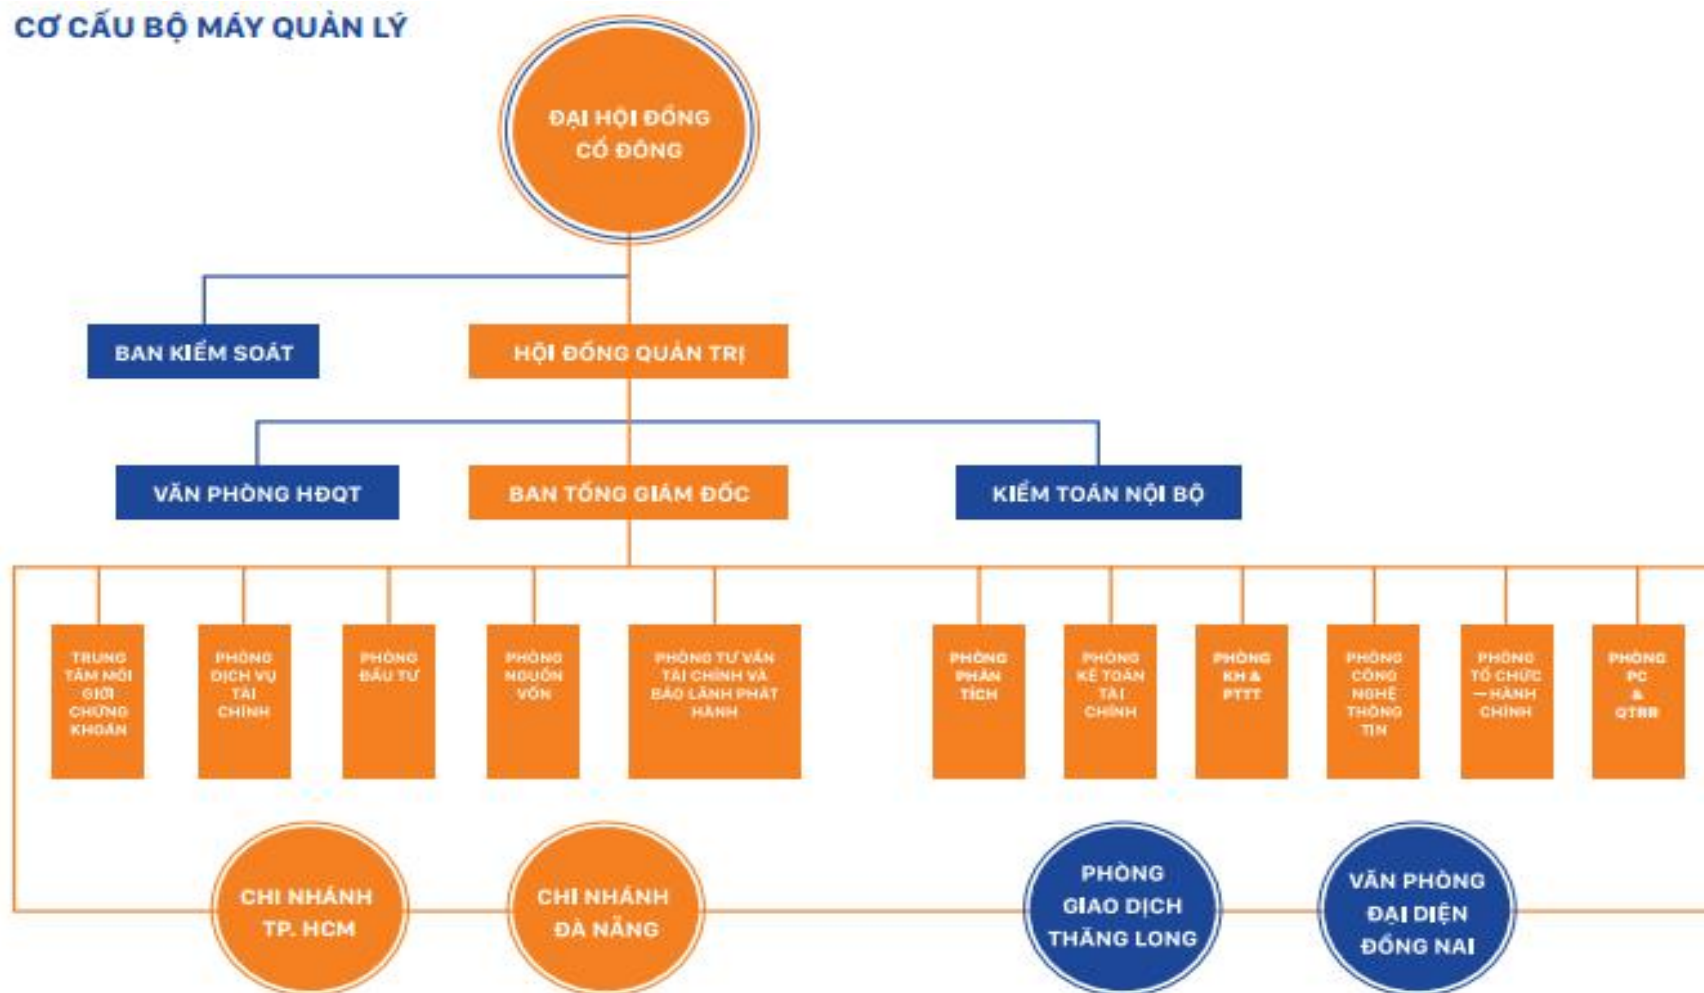 CƠ CẤU BỘ MÁY QUẢN LÝ
ĐẠI HỘI ĐỒNG
CỔ ĐÔNG
BAN KIỂM SOÁT
HỘI ĐỒNG QUẢN TRỊ
VĂN PHÒNG HĐQT
BAN TỔNG GIÁM ĐỐC
KIỂM TOÁN NỘI BỘ
TRUNG
TÂM MÔI
GIỚI
CHỨNG
KHOÁN
PHÒNG
DỊCH VỤ
TÀI
CHÍNH
PHÒNG
ĐẦU TƯ
PHÒNG
NGUỒN
VỐN
PHÒNG TƯ VẤN
TÀI CHÍNH VÀ
BẢO LÃNH PHÁT
HÀNH
PHÒNG
PHÂN
TÍCH
PHÒNG
KẾ TOÁN
TÀI
CHÍNH
PHÒNG
KH &
PTTT
PHÒNG
CÔNG
NGHỆ
THÔNG
TIN
PHÒNG
TỔ CHỨC
— HÀNH
CHÍNH
PHÒNG
PC
&
QTRR
CHI NHÁNH
TP. HCM
CHI NHÁNH
ĐÀ NẴNG
PHÒNG
GIAO DỊCH
THĂNG LONG
VĂN PHÒNG
ĐẠI DIỆN
ĐỒNG NAI